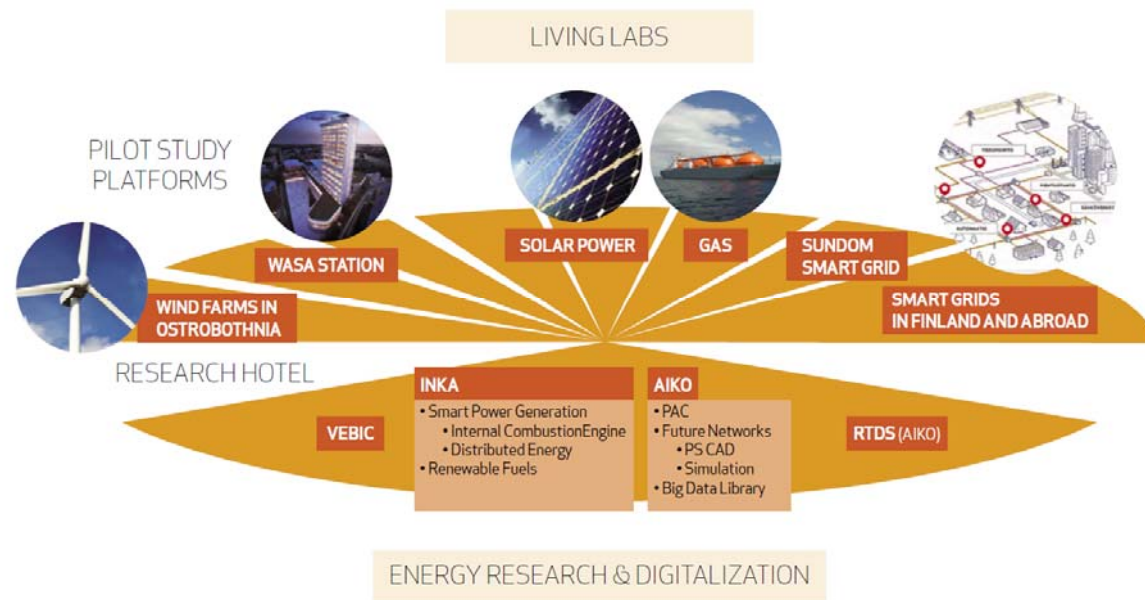 LIVING LABS
PILOT STUDY
PLATFORMS
WASA STATION
SOLAR POWER
GAS
SUNDOM
SMART GRID
WIND FARMS IN
OSTROBOTHNIA
SMART GRIDS
IN FINLAND AND ABROAD
RESEARCH HOTEL
VEBIC
INKA
• Smart Power Generation
• Internal CombustionEngine
• Distributed Energy
• Renewable Fuels
AIKO
• PAC
• Future Networks
• PS CAD
• Simulation
• Big Data Library
RTDS (AIKO)
ENERGY RESEARCH & DIGITALIZATION